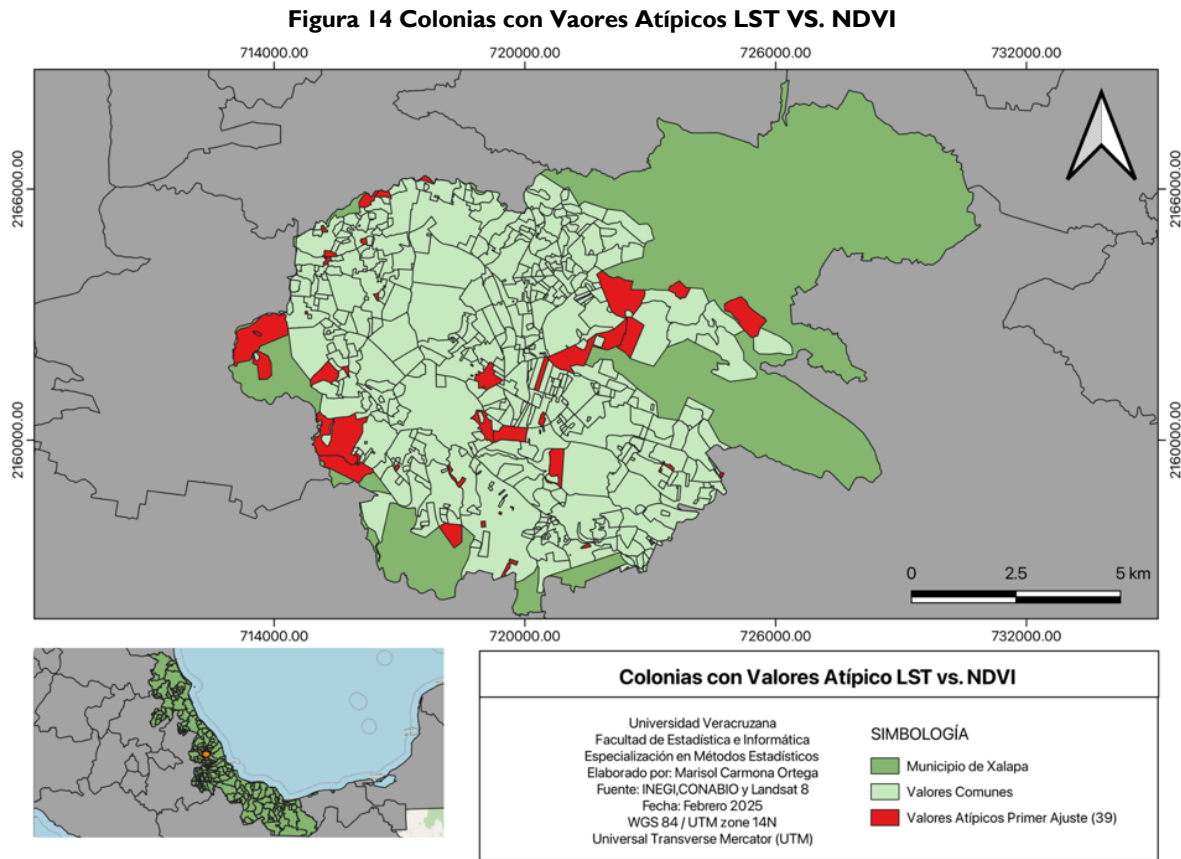 Figura 14 Colonias con Vaores Atípicos LST VS. NDVI
714000.00 720000.00 726000.00 732000.00
2166000.00 2166000.00
2160000.00 2160000.00
0 2.5 5 km
714000.00 720000.00 726000.00 732000.00
Colonias con Valores Atípico LST vs. NDVI
Universidad Veracruzana
Facultad de Estadística e Informática
Especialización en Métodos Estadísticos
Elaborado por: Marisol Carmona Ortega
Fuente: INEGI,CONABIO y Landsat 8
Fecha: Febrero 2025
WGS 84 / UTM zone 14N
Universal Transverse Mercator (UTM)
SIMBOLOGÍA
Municipio de Xalapa
Valores Comunes
Valores Atípicos Primer Ajuste (39)